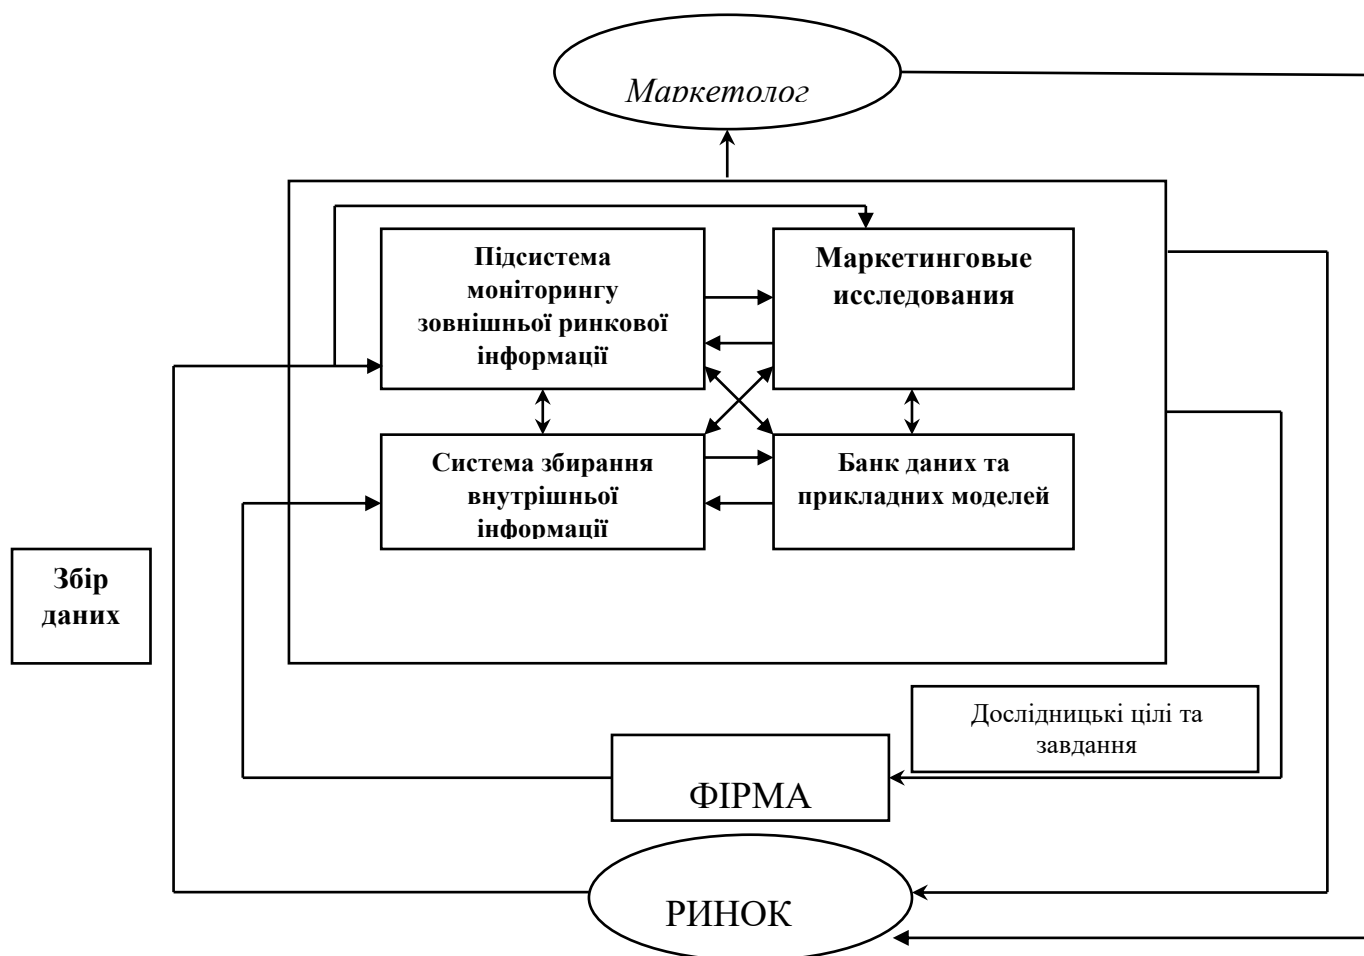 Маркетолог
Підсистема
моніторингу
зовнішньої ринкової
інформації
Маркетинговые
исследования
Система збирання
внутрішньої
інформації
Банк даних та
прикладних моделей
Збір
даних
Дослідницькі цілі та
завдання
ФІРМА
РИНОК